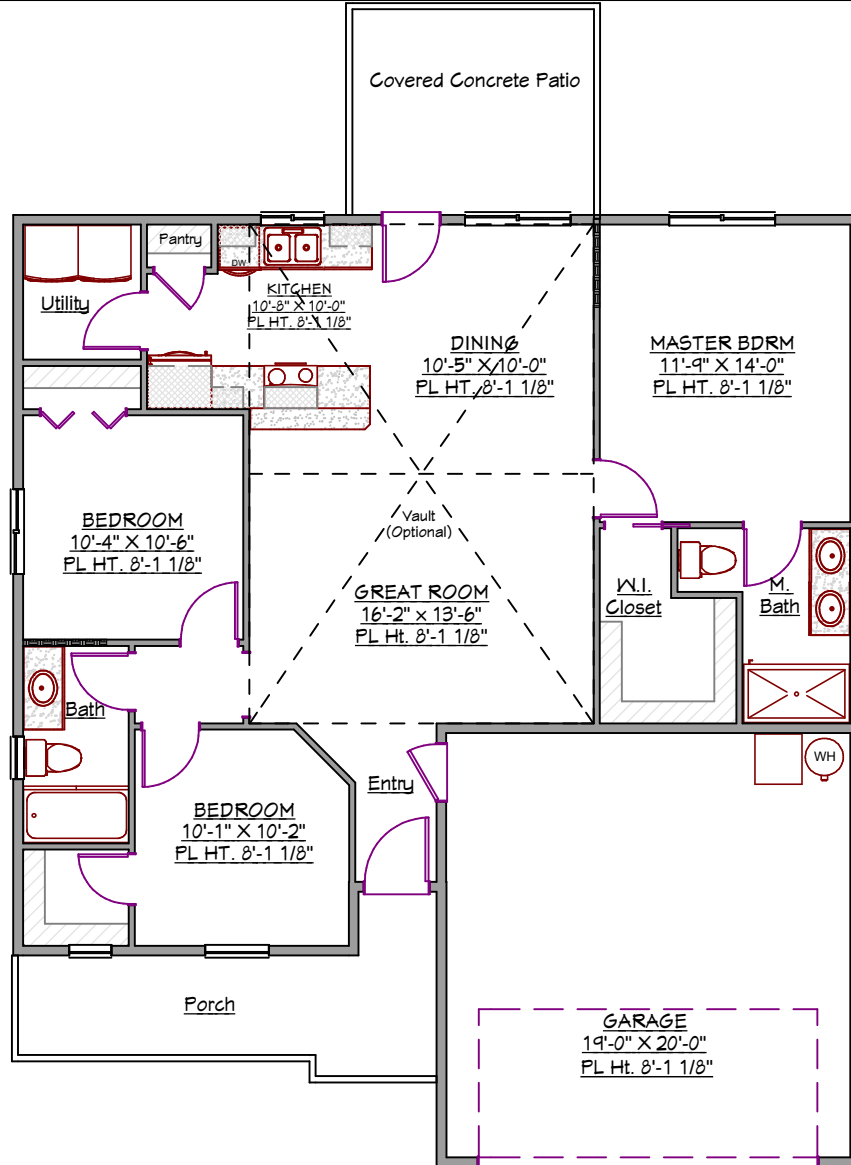 Covered Concrete Patio
Pantry
DW
Utility
KITCHEN
10'-8" X 10'-0"
PL HT. 8'-1 1/8"
DINING
10'-5" X 10'-0"
PL HT. 8'-1 1/8"
MASTER BDRM
11'-9" X 14'-0"
PL HT. 8'-1 1/8"
BEDROOM
10'-4" X 10'-6"
PL HT. 8'-1 1/8"
Vault
(Optional)
GREAT ROOM
16'-2" x 13'-6"
PL Ht. 8'-1 1/8"
W.I.
Closet
M.
Bath
Bath
WH
Entry
BEDROOM
10'-1" X 10'-2"
PL HT. 8'-1 1/8"
Porch
GARAGE
19'-0" X 20'-0"
PL Ht. 8'-1 1/8"